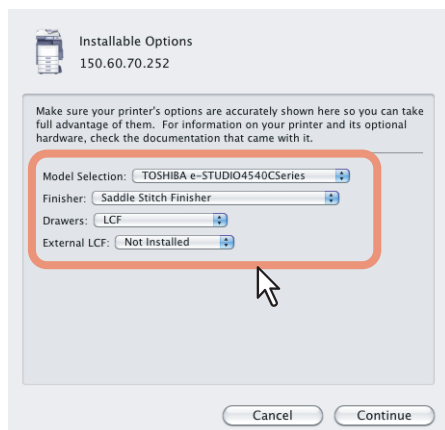 Installable Options
150.60.70.252
Make sure your printer's options are accurately shown here so you can take
full advantage of them. For information on your printer and its optional
hardware, check the documentation that came with it.
Model Selection: TOSHIBA e-STUDIO4540CSeries
Finisher: Saddle Stitch Finisher
Drawers: LCF
External LCF: Not Installed
Cancel Continue